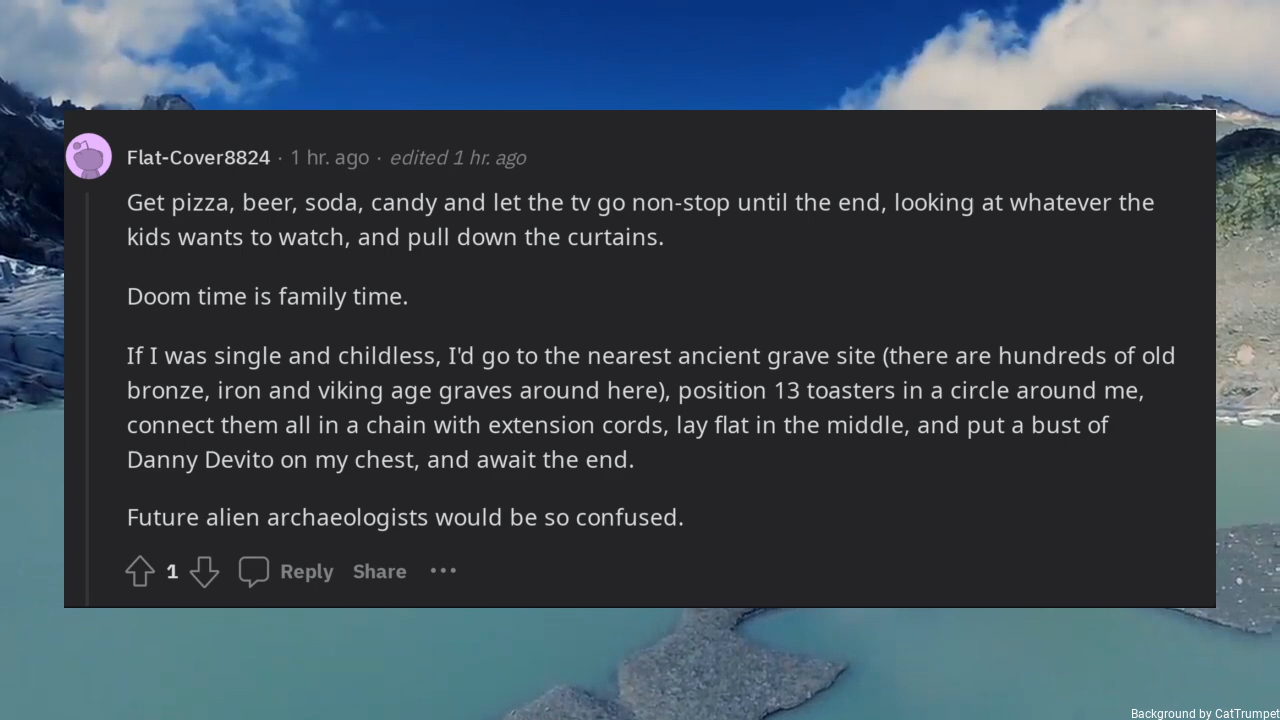 Flat-Cover8824 · 1 hr. ago · edited 1 hr. ago
Get pizza, beer, soda, candy and let the tv go non-stop until the end, looking at whatever the
kids wants to watch, and pull down the curtains.
Doom time is family time.
If I was single and childless, I'd go to the nearest ancient grave site (there are hundreds of old
bronze, iron and viking age graves around here), position 13 toasters in a circle around me,
connect them all in a chain with extension cords, lay flat in the middle, and put a bust of
Danny Devito on my chest, and await the end.
Future alien archaeologists would be so confused.
1 Reply Share ···
Background by CatTrumpet